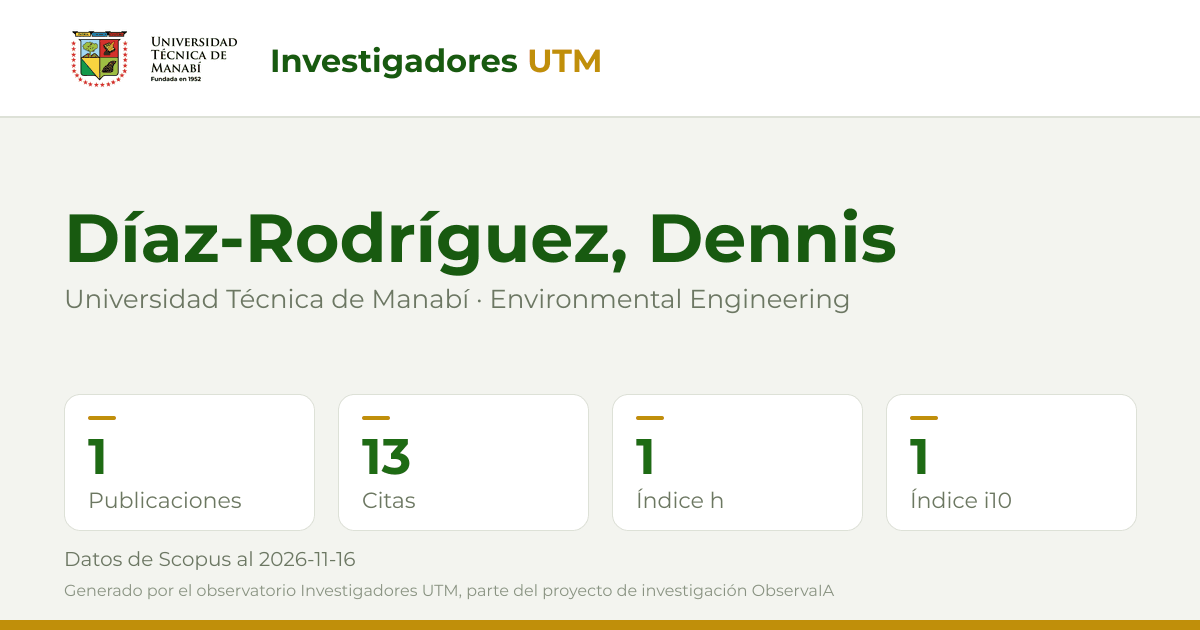 UNIVERSIDAD
TÉCNICA DE
MANABÍ
Fundada en 1952
Investigadores UTM
Díaz-Rodríguez, Dennis
Universidad Técnica de Manabí · Environmental Engineering
1
Publicaciones
13
Citas
1
Índice h
1
Índice i10
Datos de Scopus al 2026-11-16
Generado por el observatorio Investigadores UTM, parte del proyecto de investigación ObservaIA